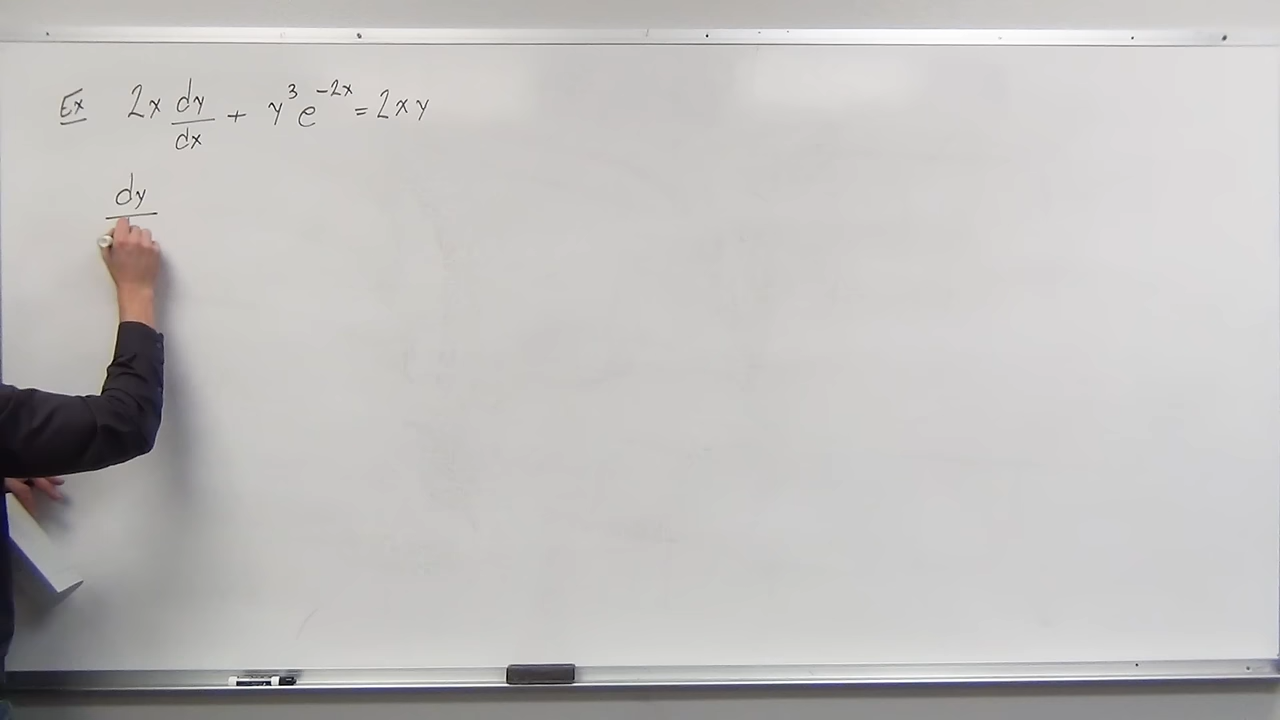 Ex 2x dy/dx + y^3 e^{-2x} = 2xy
dy